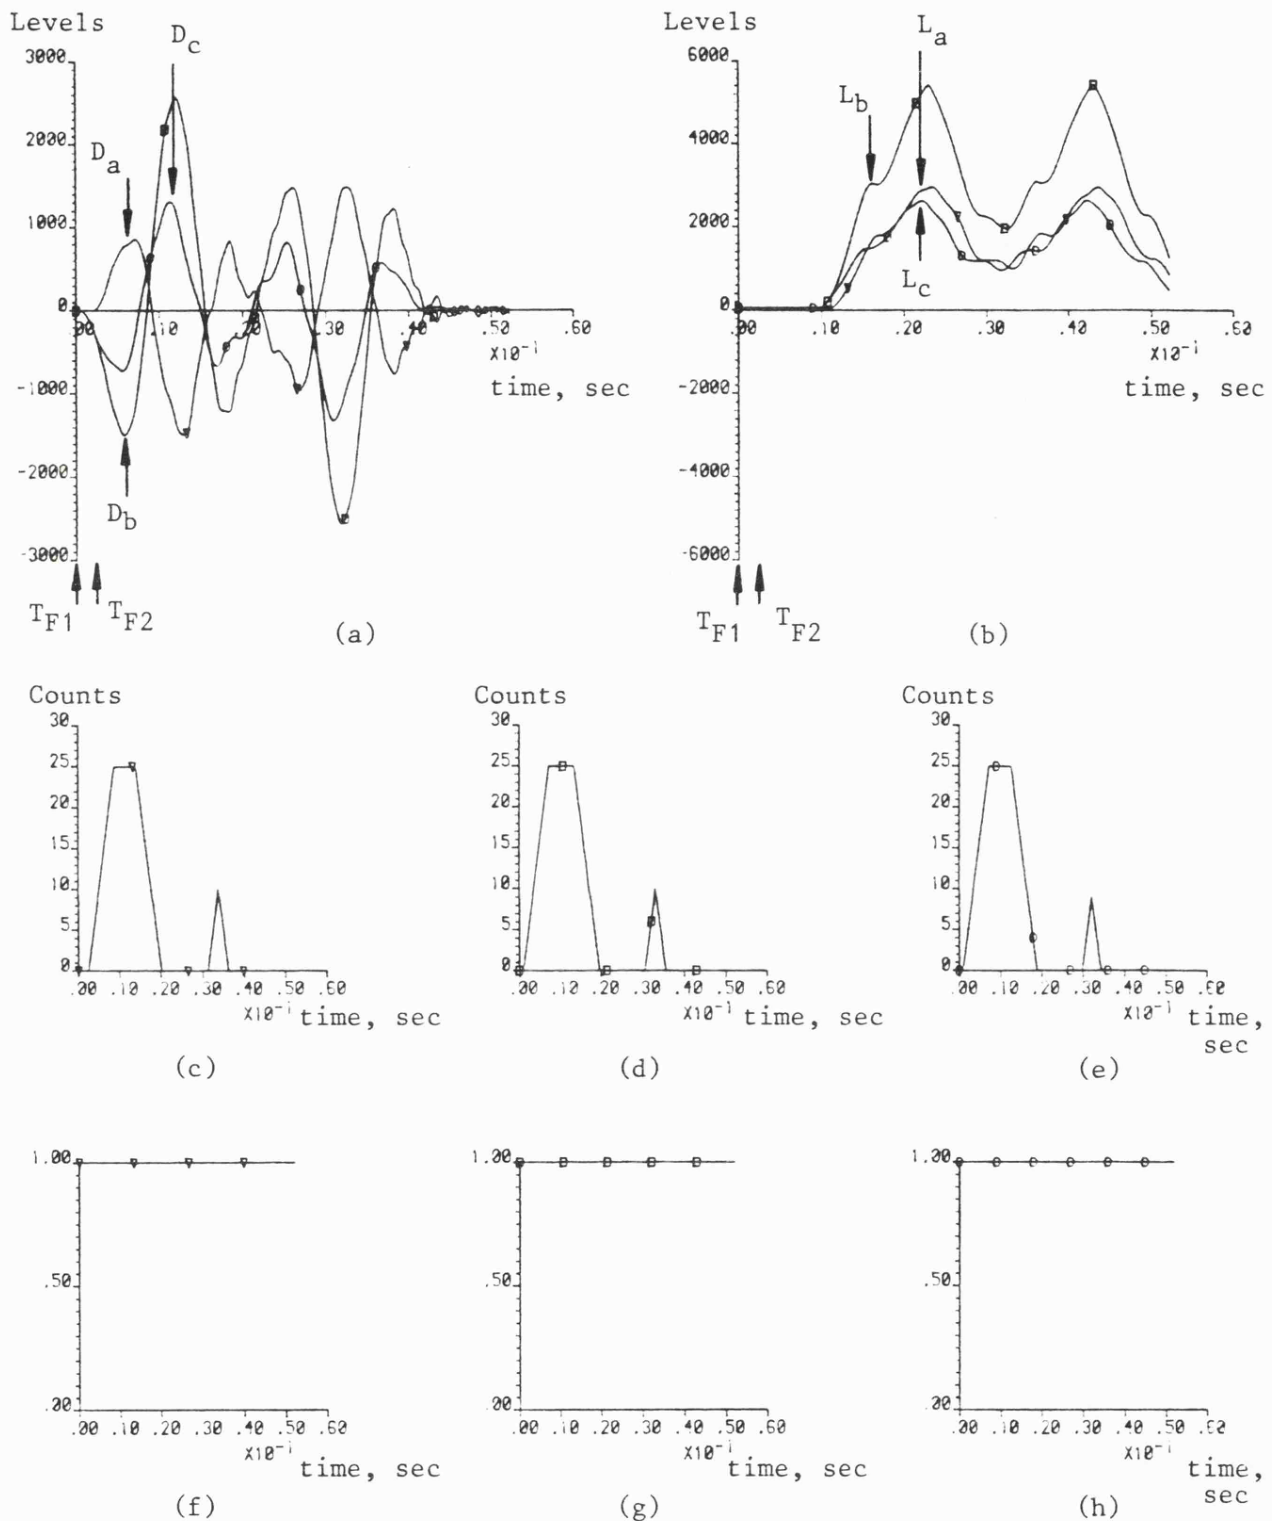 Levels
D_c
3000
2000
D_a
1000
0
.00 .10 .20 .30 .40 .50 .60
X10⁻¹
-1000
time, sec
-2000
D_b
-3000
T_F1 T_F2
(a)
Levels
L_a
6000
L_b
4000
2000
L_c
0
.00 .10 .20 .30 .40 .50 .60
X10⁻¹
-2000
time, sec
-4000
-6000
T_F1 T_F2
(b)
Counts
30
25
20
15
10
5
0
.00 .10 .20 .30 .40 .50 .60
X10⁻¹ time, sec
(c)
Counts
30
25
20
15
10
5
0
.00 .10 .20 .30 .40 .50 .60
X10⁻¹ time, sec
(d)
Counts
30
25
20
15
10
5
0
.00 .10 .20 .30 .40 .50 .60
X10⁻¹ time,
sec
(e)
1.00
.50
.00
.00 .10 .20 .30 .40 .50 .60
X10⁻¹
time, sec
(f)
1.00
.50
.00
.00 .10 .20 .30 .40 .50 .60
X10⁻¹
time, sec
(g)
1.00
.50
.00
.00 .10 .20 .30 .40 .50 .60
X10⁻¹
time,
sec
(h)